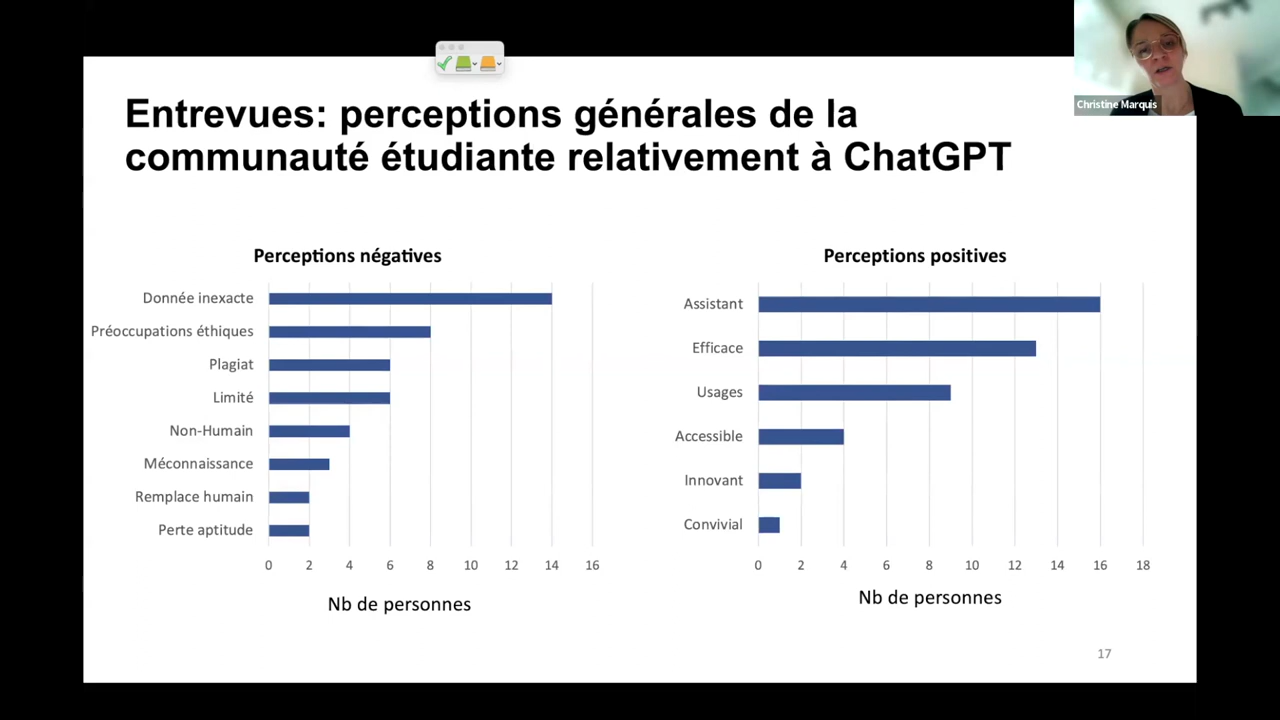 Christine Marquis
Entrevues: perceptions générales de la
communauté étudiante relativement à ChatGPT
Perceptions négatives
Donnée inexacte
Préoccupations éthiques
Plagiat
Limité
Non-Humain
Méconnaissance
Remplace humain
Perte aptitude
0 2 4 6 8 10 12 14 16
Nb de personnes
Perceptions positives
Assistant
Efficace
Usages
Accessible
Innovant
Convivial
0 2 4 6 8 10 12 14 16 18
Nb de personnes
17